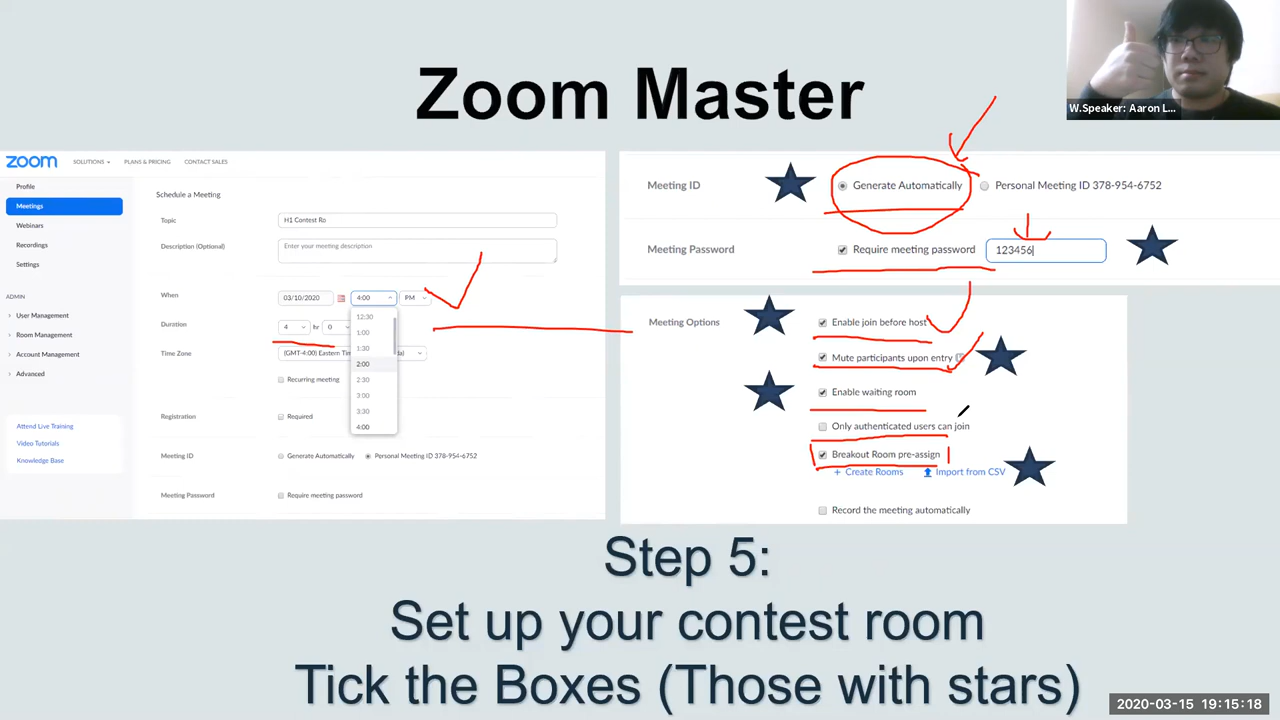 W.Speaker: Aaron L...
Zoom Master
zoom
SOLUTIONS
PLANS & PRICING
CONTACT SALES
Profile
Meetings
Webinars
Recordings
Settings
ADMIN
User Management
Room Management
Account Management
Advanced
Attend Live Training
Video Tutorials
Knowledge Base
Schedule a Meeting
Topic
H1 Contest Ro
Description (Optional)
Enter your meeting description
When
03/10/2020
4:00
PM
12:30
1:00
1:30
2:00
2:30
3:00
3:30
4:00
Duration
4
hr
0
Time Zone
(GMT-4:00) Eastern
Recurring meeting
Registration
Required
Meeting ID
Generate Automatically
Personal Meeting ID 378-954-6752
Meeting Password
Require meeting password
Meeting ID
Generate Automatically
Personal Meeting ID 378-954-6752
Meeting Password
Require meeting password
123456
Meeting Options
Enable join before host
Mute participants upon entry
Enable waiting room
Only authenticated users can join
Breakout Room pre-assign
+ Create Rooms
Import from CSV
Record the meeting automatically
Step 5:
Set up your contest room
Tick the Boxes (Those with stars)
2020-03-15 19:15:18